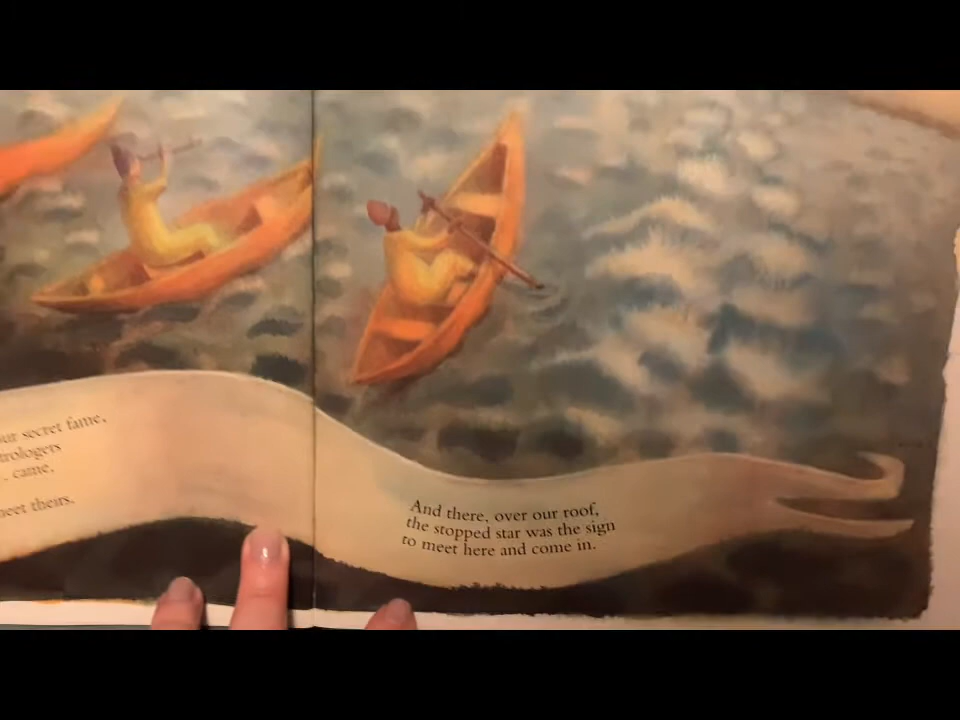 our secret fame,
trologers
. came,
meet theirs.
And there, over our roof,
the stopped star was the sign
to meet here and come in.